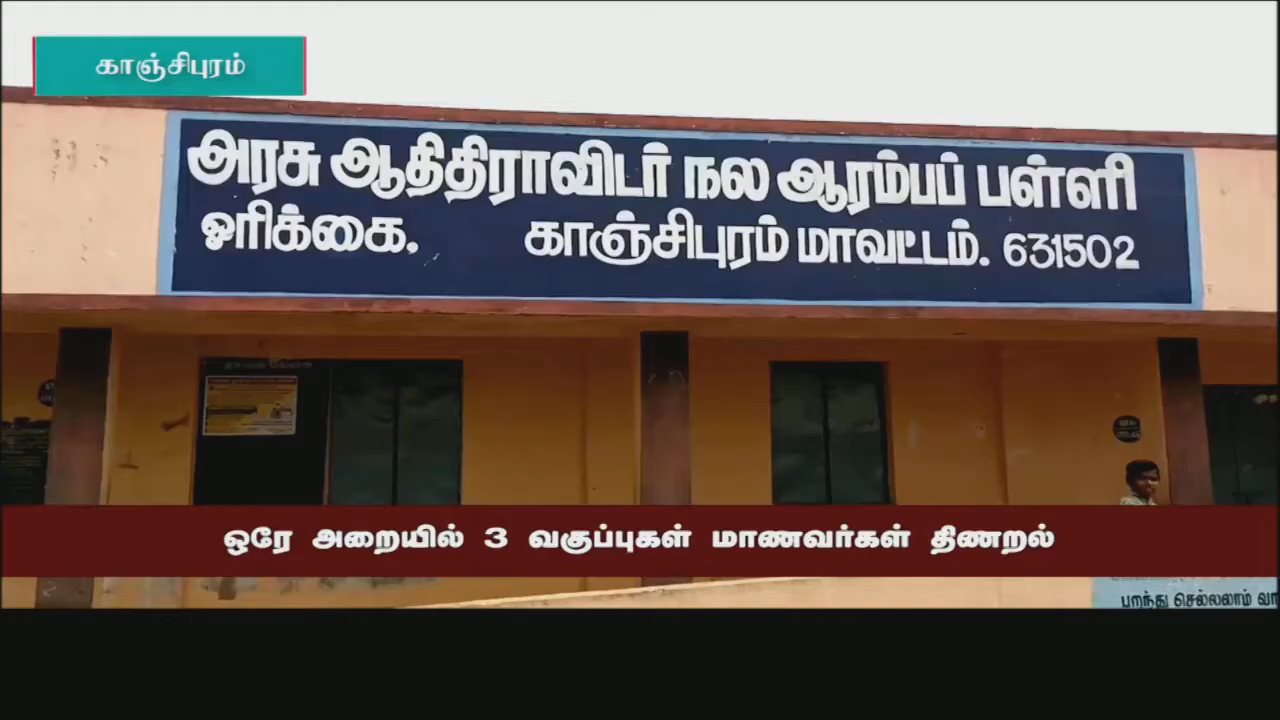 காஞ்சிபுரம்
அரசு ஆதிதிராவிடர் நல ஆரம்பப் பள்ளி
ஓரிக்கை, காஞ்சிபுரம் மாவட்டம். 631502
ஒரே அறையில் 3 வகுப்புகள் மாணவர்கள் திணறல்
பறந்து செல்லலாம்